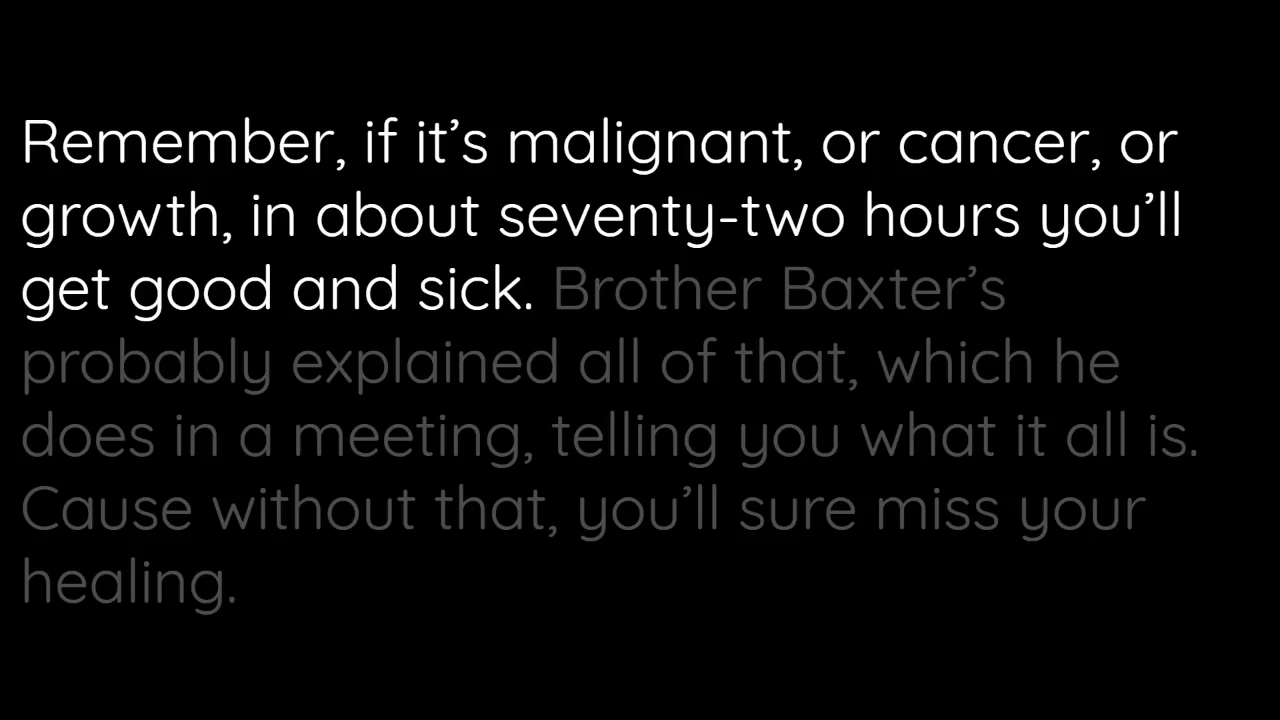 Remember, if it’s malignant, or cancer, or
growth, in about seventy-two hours you’ll
get good and sick. Brother Baxter’s
probably explained all of that, which he
does in a meeting, telling you what it all is.
Cause without that, you’ll sure miss your
healing.